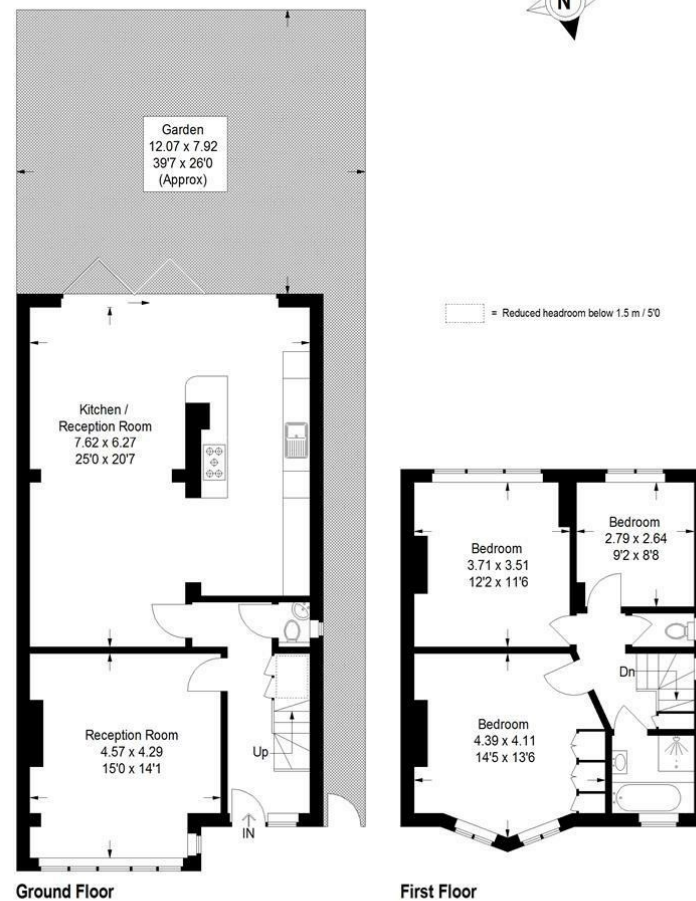 N
Garden
12.07 x 7.92
39'7 x 26'0
(Approx)
= Reduced headroom below 1.5 m / 5'0
Kitchen /
Reception Room
7.62 x 6.27
25'0 x 20'7
Reception Room
4.57 x 4.29
15'0 x 14'1
Up
IN
Ground Floor
Bedroom
3.71 x 3.51
12'2 x 11'6
Bedroom
2.79 x 2.64
9'2 x 8'8
Dn
Bedroom
4.39 x 4.11
14'5 x 13'6
First Floor